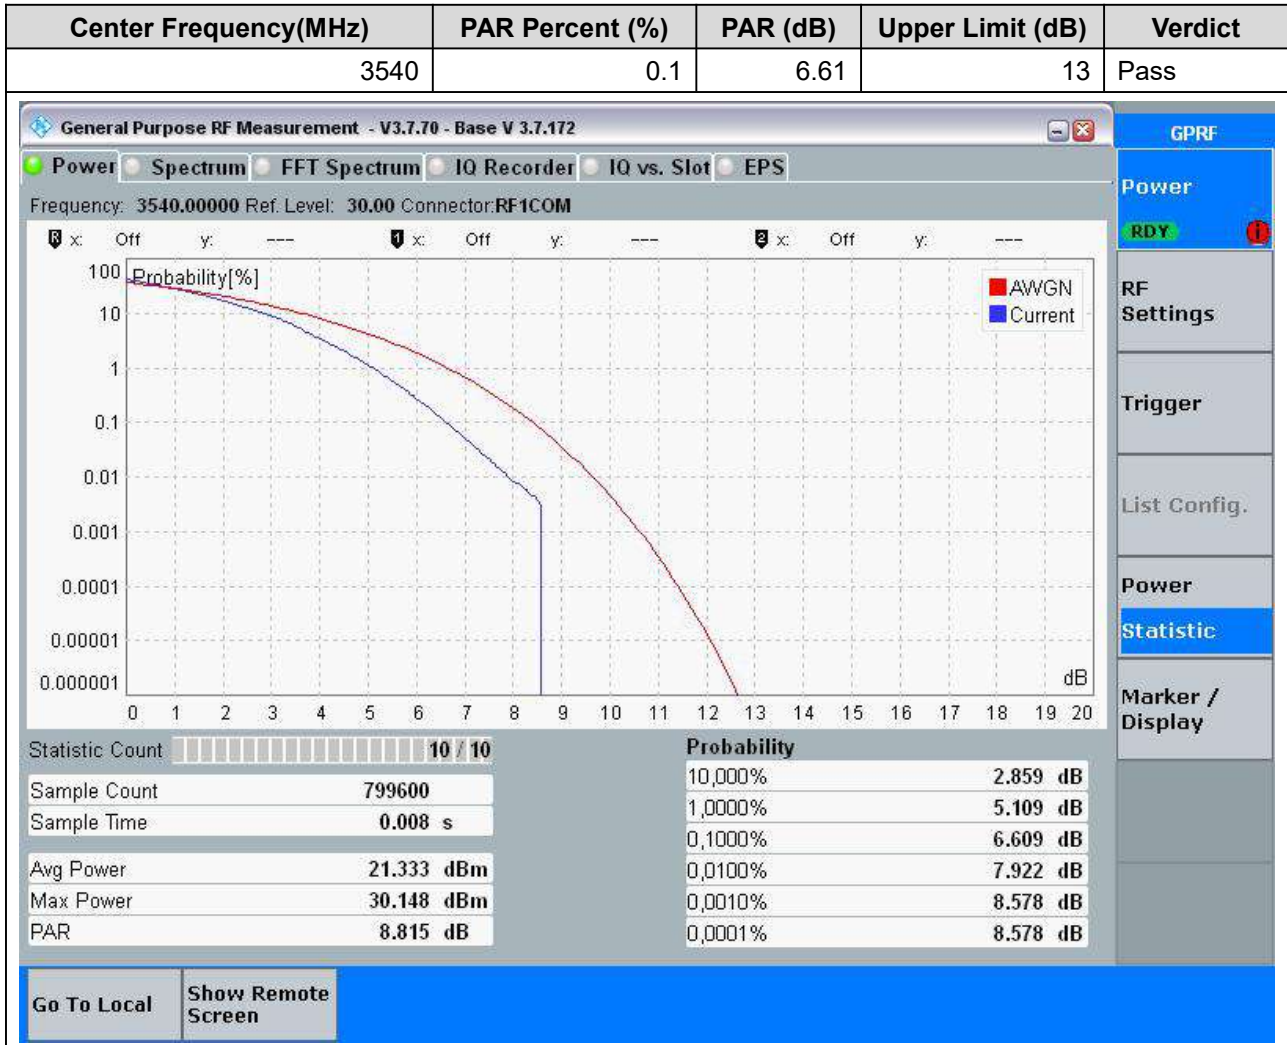 Center Frequency(MHz) PAR Percent (%) PAR (dB) Upper Limit (dB) Verdict
3540 0.1 6.61 13 Pass
General Purpose RF Measurement - V3.7.70 - Base V 3.7.172
GPRF
Power Spectrum FFT Spectrum IQ Recorder IQ vs. Slot EPS
Power
RDY
Frequency: 3540.00000 Ref. Level: 30.00 Connector:RF1COM
R x: Off y: --- 1 x: Off y: --- 2 x: Off y: ---
Probability[%]
AWGN
Current
100
10
1
0.1
0.01
0.001
0.0001
0.00001
0.000001
dB
0 1 2 3 4 5 6 7 8 9 10 11 12 13 14 15 16 17 18 19 20
RF
Settings
Trigger
List Config.
Power
Statistic
Marker /
Display
Statistic Count 10 / 10
Sample Count 799600
Sample Time 0.008 s
Avg Power 21.333 dBm
Max Power 30.148 dBm
PAR 8.815 dB
Probability
10,000% 2.859 dB
1,0000% 5.109 dB
0,1000% 6.609 dB
0,0100% 7.922 dB
0,0010% 8.578 dB
0,0001% 8.578 dB
Go To Local
Show Remote
Screen